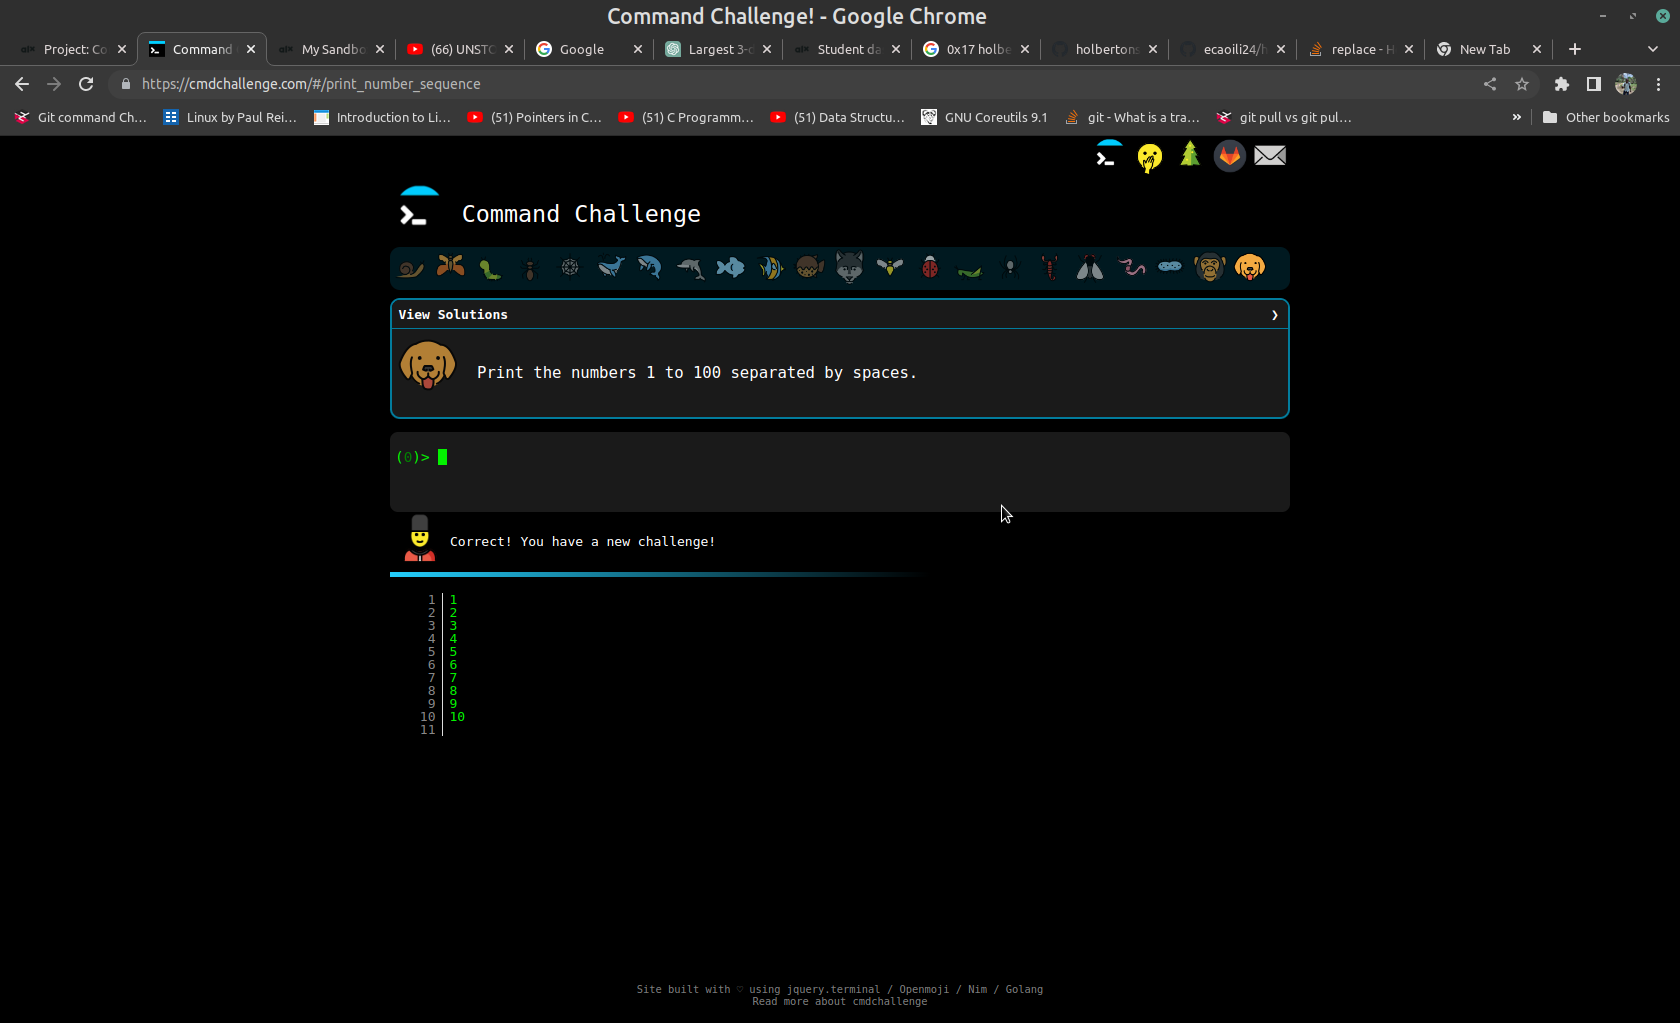 Command Challenge! - Google Chrome
Project: Co
Command
My Sandbo
(66) UNSTO
Google
Largest 3-d
Student da
0x17 holbe
holbertons
ecaoili24/h
replace - H
New Tab
https://cmdchallenge.com/#/print_number_sequence
Git command Ch...
Linux by Paul Rei...
Introduction to Li...
(51) Pointers in C...
(51) C Programm...
(51) Data Structu...
GNU Coreutils 9.1
git - What is a tra...
git pull vs git pul...
»
Other bookmarks
Command Challenge
View Solutions
Print the numbers 1 to 100 separated by spaces.
(0)>
Correct! You have a new challenge!
1 1
2 2
3 3
4 4
5 5
6 6
7 7
8 8
9 9
10 10
11
Site built with ♡ using jquery.terminal / Openmoji / Nim / Golang
Read more about cmdchallenge